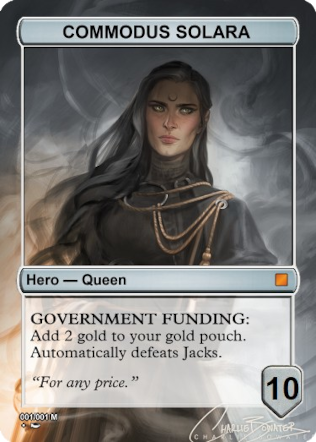 COMMODUS SOLARA
Hero — Queen
GOVERNMENT FUNDING:
Add 2 gold to your gold pouch.
Automatically defeats Jacks.
“For any price.”
10
001/001 M